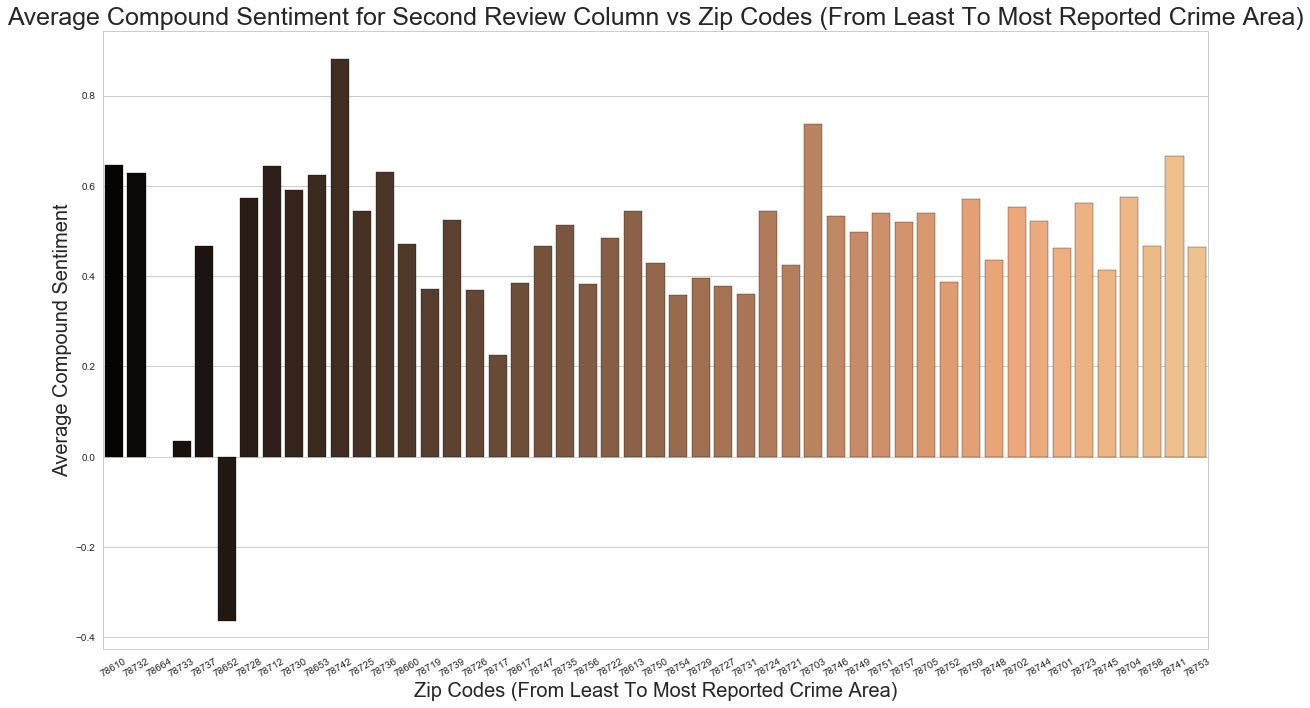 Average Compound Sentiment for Second Review Column vs Zip Codes (From Least To Most Reported Crime Area)
Average Compound Sentiment
0.8
0.6
0.4
0.2
0.0
−0.2
−0.4
78610 78732 78664 78733 78737 78652 78728 78712 78730 78653 78742 78725 78736 78660 78719 78739 78726 78717 78617 78747 78735 78756 78722 78613 78750 78754 78729 78727 78731 78724 78721 78703 78746 78749 78751 78757 78705 78752 78759 78748 78702 78744 78701 78723 78745 78704 78758 78741 78753
Zip Codes (From Least To Most Reported Crime Area)